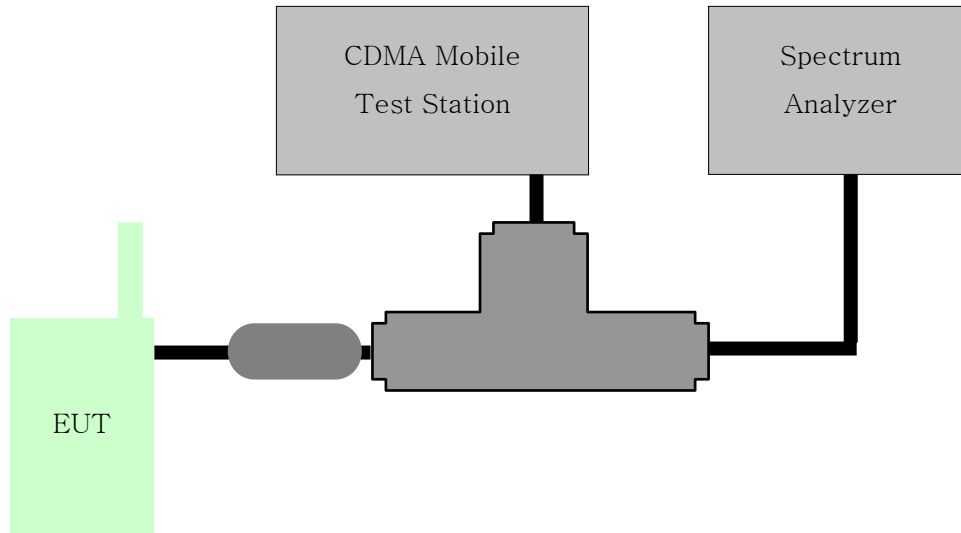 CDMA Mobile
Test Station
Spectrum
Analyzer
EUT